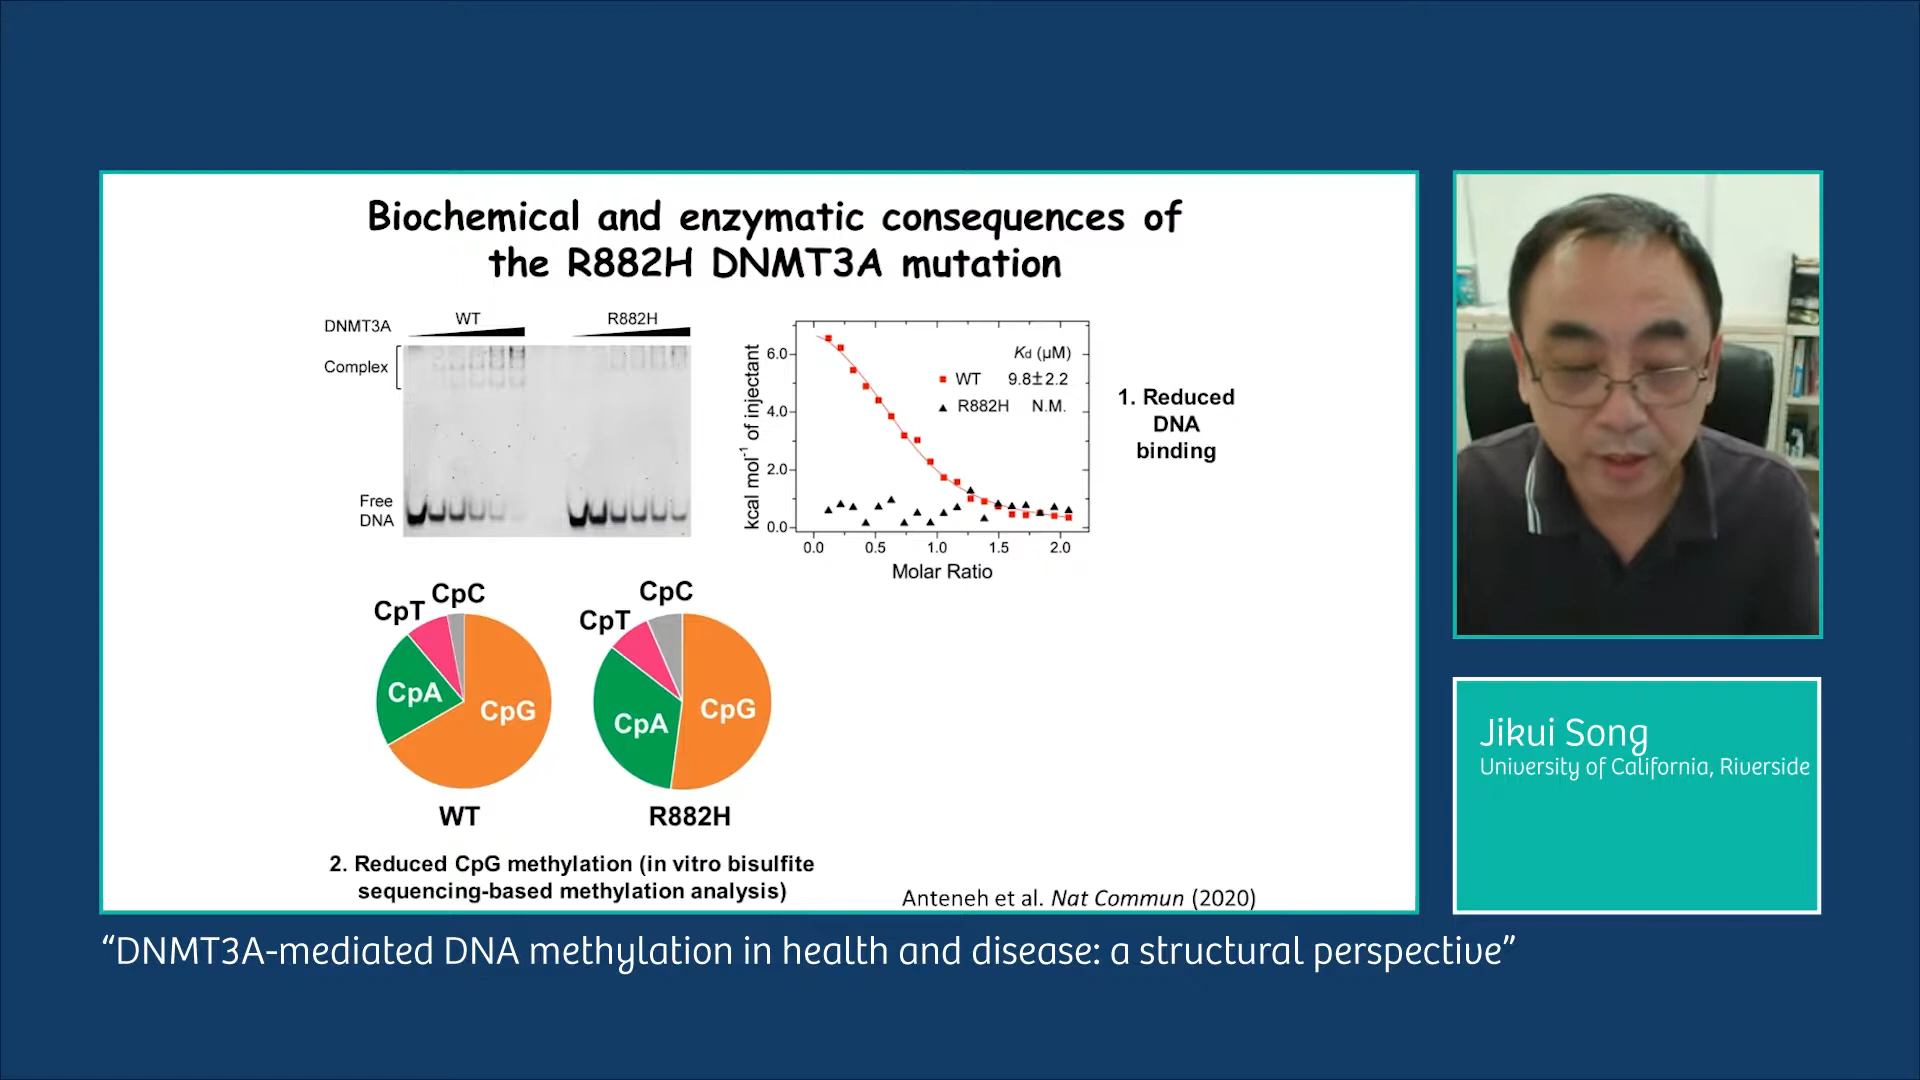 Biochemical and enzymatic consequences of
the R882H DNMT3A mutation
DNMT3A
WT
R882H
Complex
Free
DNA
kcal mol⁻¹ of injectant
6.0
4.0
2.0
0.0
0.0 0.5 1.0 1.5 2.0
Molar Ratio
Kd (µM)
WT 9.8±2.2
R882H N.M.
1. Reduced
DNA
binding
CpC
CpT
CpA
CpG
WT
CpC
CpT
CpA
CpG
R882H
2. Reduced CpG methylation (in vitro bisulfite
sequencing-based methylation analysis)
Anteneh et al. Nat Commun (2020)
Jikui Song
University of California, Riverside
“DNMT3A-mediated DNA methylation in health and disease: a structural perspective”